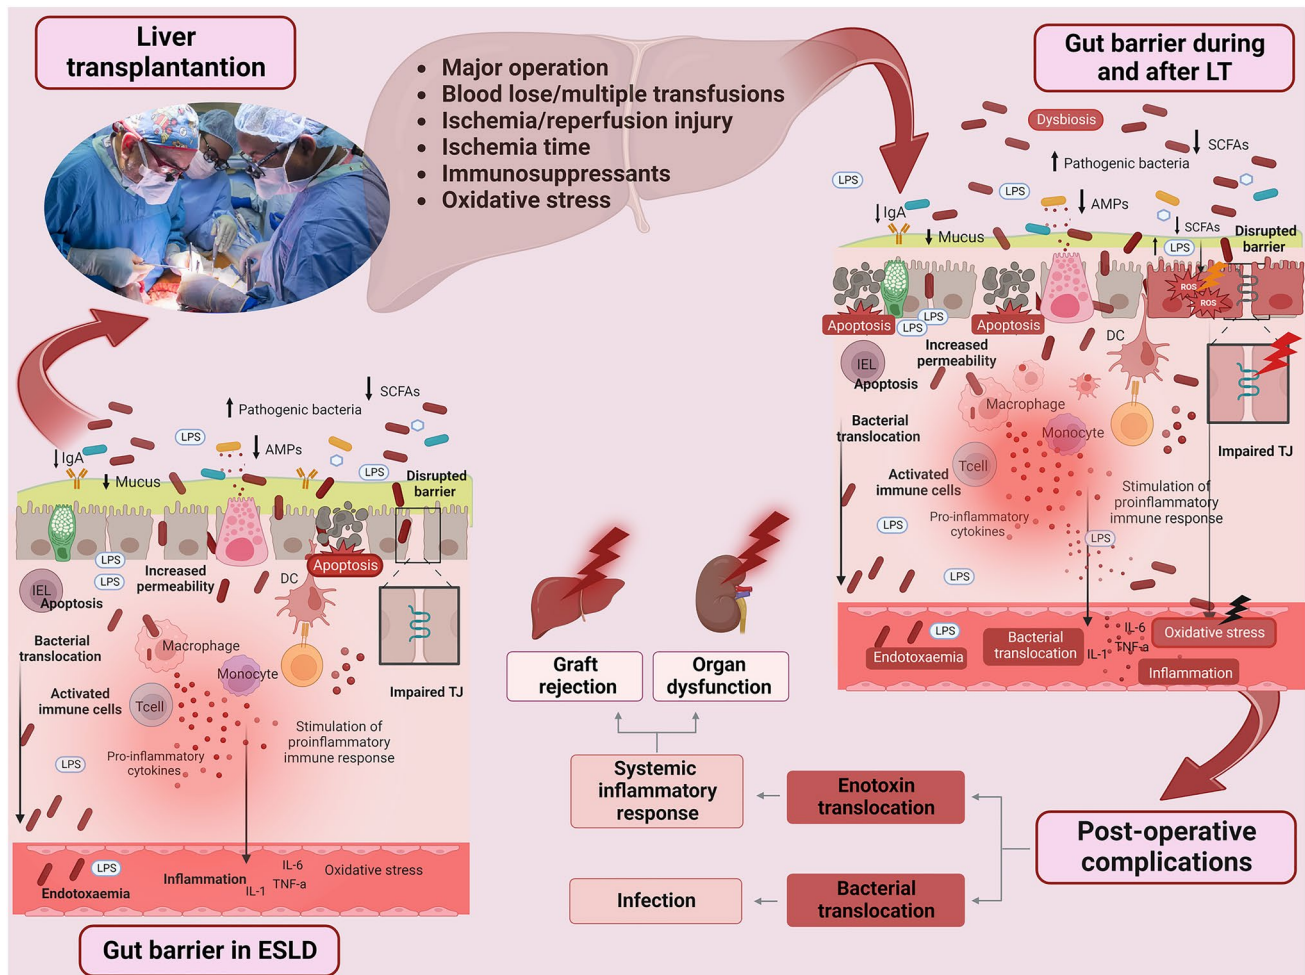 Liver
transplantantion
• Major operation
• Blood lose/multiple transfusions
• Ischemia/reperfusion injury
• Ischemia time
• Immunosuppressants
• Oxidative stress
Gut barrier during
and after LT
Dysbiosis
SCFAs
Pathogenic bacteria
LPS
LPS
AMPs
IgA
SCFAs
Mucus
LPS
Disrupted
barrier
ROS
ROS
LPS
LPS
Apoptosis
Apoptosis
DC
IEL
Apoptosis
Increased
permeability
Macrophage
Bacterial
translocation
Monocyte
Impaired TJ
Tcell
Activated
immune cells
Stimulation of
proinflammatory
immune response
Pro-inflammatory
cytokines
LPS
LPS
LPS
LPS
Endotoxaemia
Bacterial
translocation
IL-6
TNF-a
IL-1
Oxidative stress
Inflammation
SCFAs
Pathogenic bacteria
LPS
AMPs
IgA
LPS
Mucus
Disrupted
barrier
LPS
LPS
Increased
permeability
Apoptosis
DC
IEL
Apoptosis
Bacterial
translocation
Macrophage
Monocyte
Impaired TJ
Activated
immune cells
Tcell
Stimulation of
proinflammatory
immune response
Pro-inflammatory
cytokines
LPS
LPS
Endotoxaemia
Inflammation
IL-1
IL-6
TNF-a
Oxidative stress
Gut barrier in ESLD
Graft
rejection
Organ
dysfunction
Systemic
inflammatory
response
Enotoxin
translocation
Infection
Bacterial
translocation
Post-operative
complications